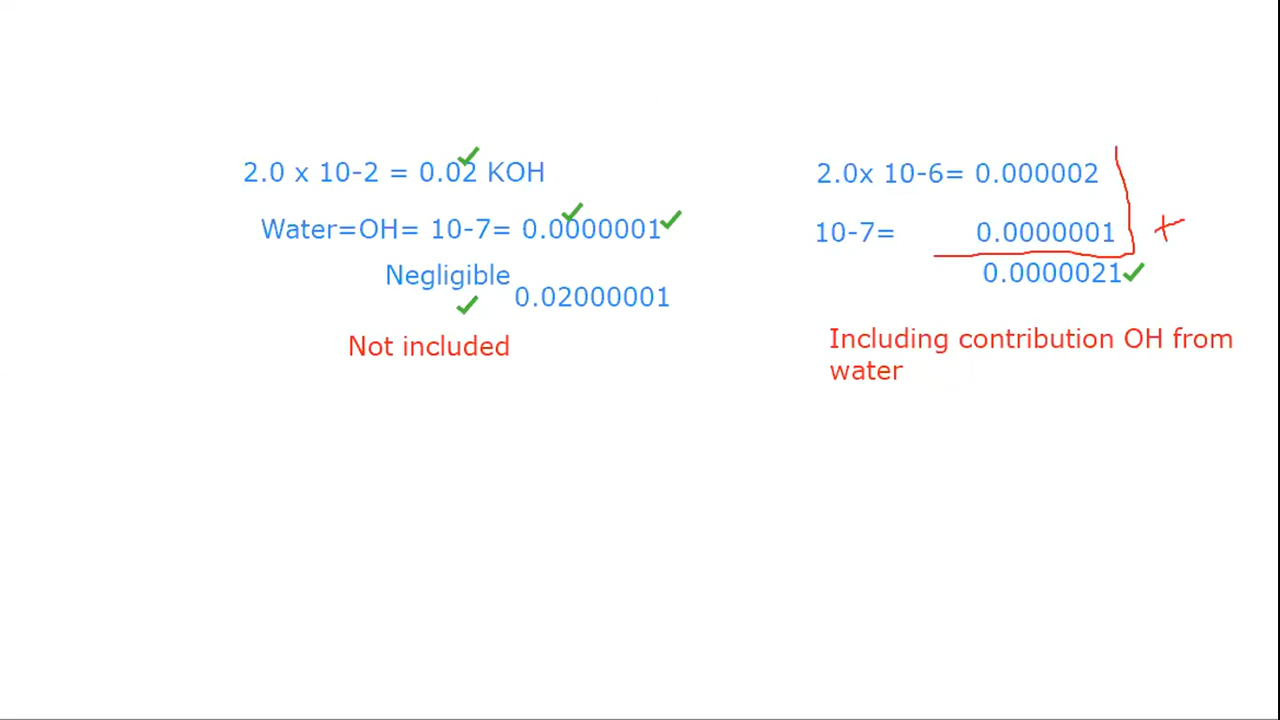 2.0 x 10-2 = 0.02 KOH
Water=OH= 10-7= 0.0000001
Negligible
0.02000001
Not included
2.0x 10-6= 0.000002
10-7= 0.0000001
+
0.0000021
Including contribution OH from
water